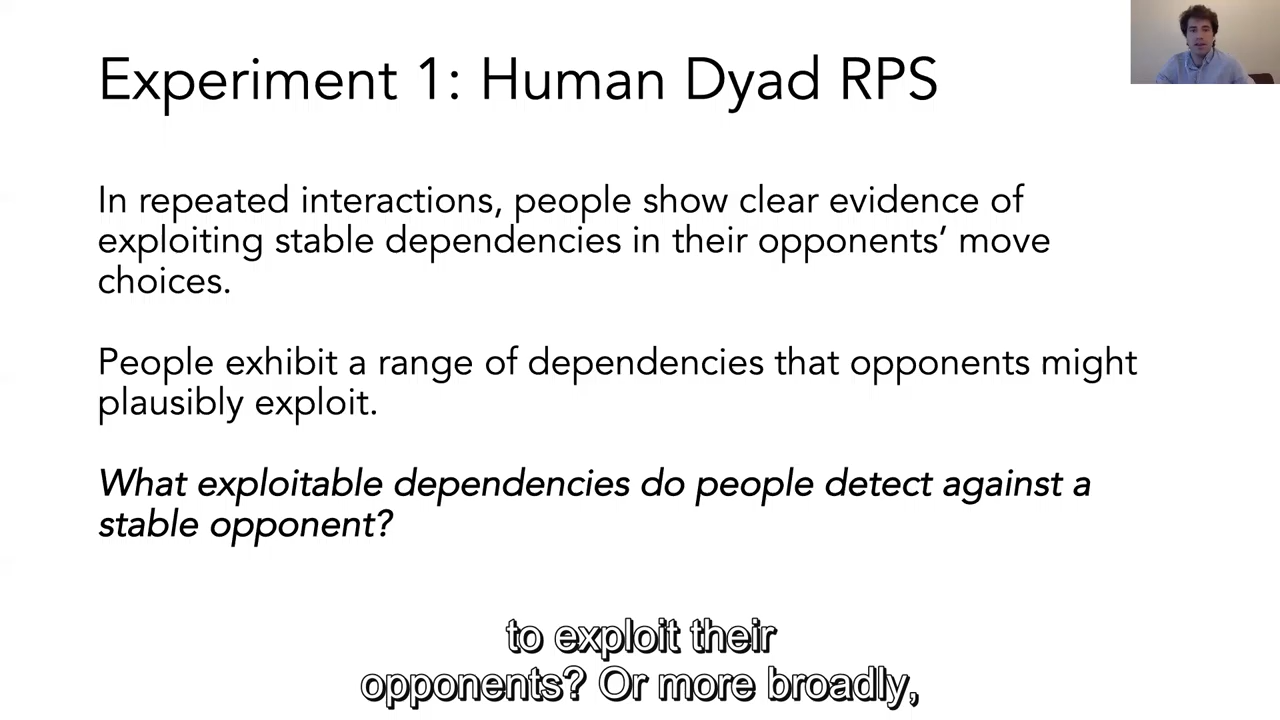 Experiment 1: Human Dyad RPS
In repeated interactions, people show clear evidence of
exploiting stable dependencies in their opponents’ move
choices.
People exhibit a range of dependencies that opponents might
plausibly exploit.
What exploitable dependencies do people detect against a
stable opponent?
to exploit their
opponents? Or more broadly,